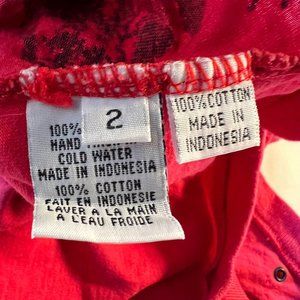 2
100%
HAND
COLD WATER
MADE IN INDONESIA
100% COTTON
FAIT EN INDONESIE
LAVER A LA MAIN
A L'EAU FROIDE
100% COTTON
MADE IN
INDONESIA